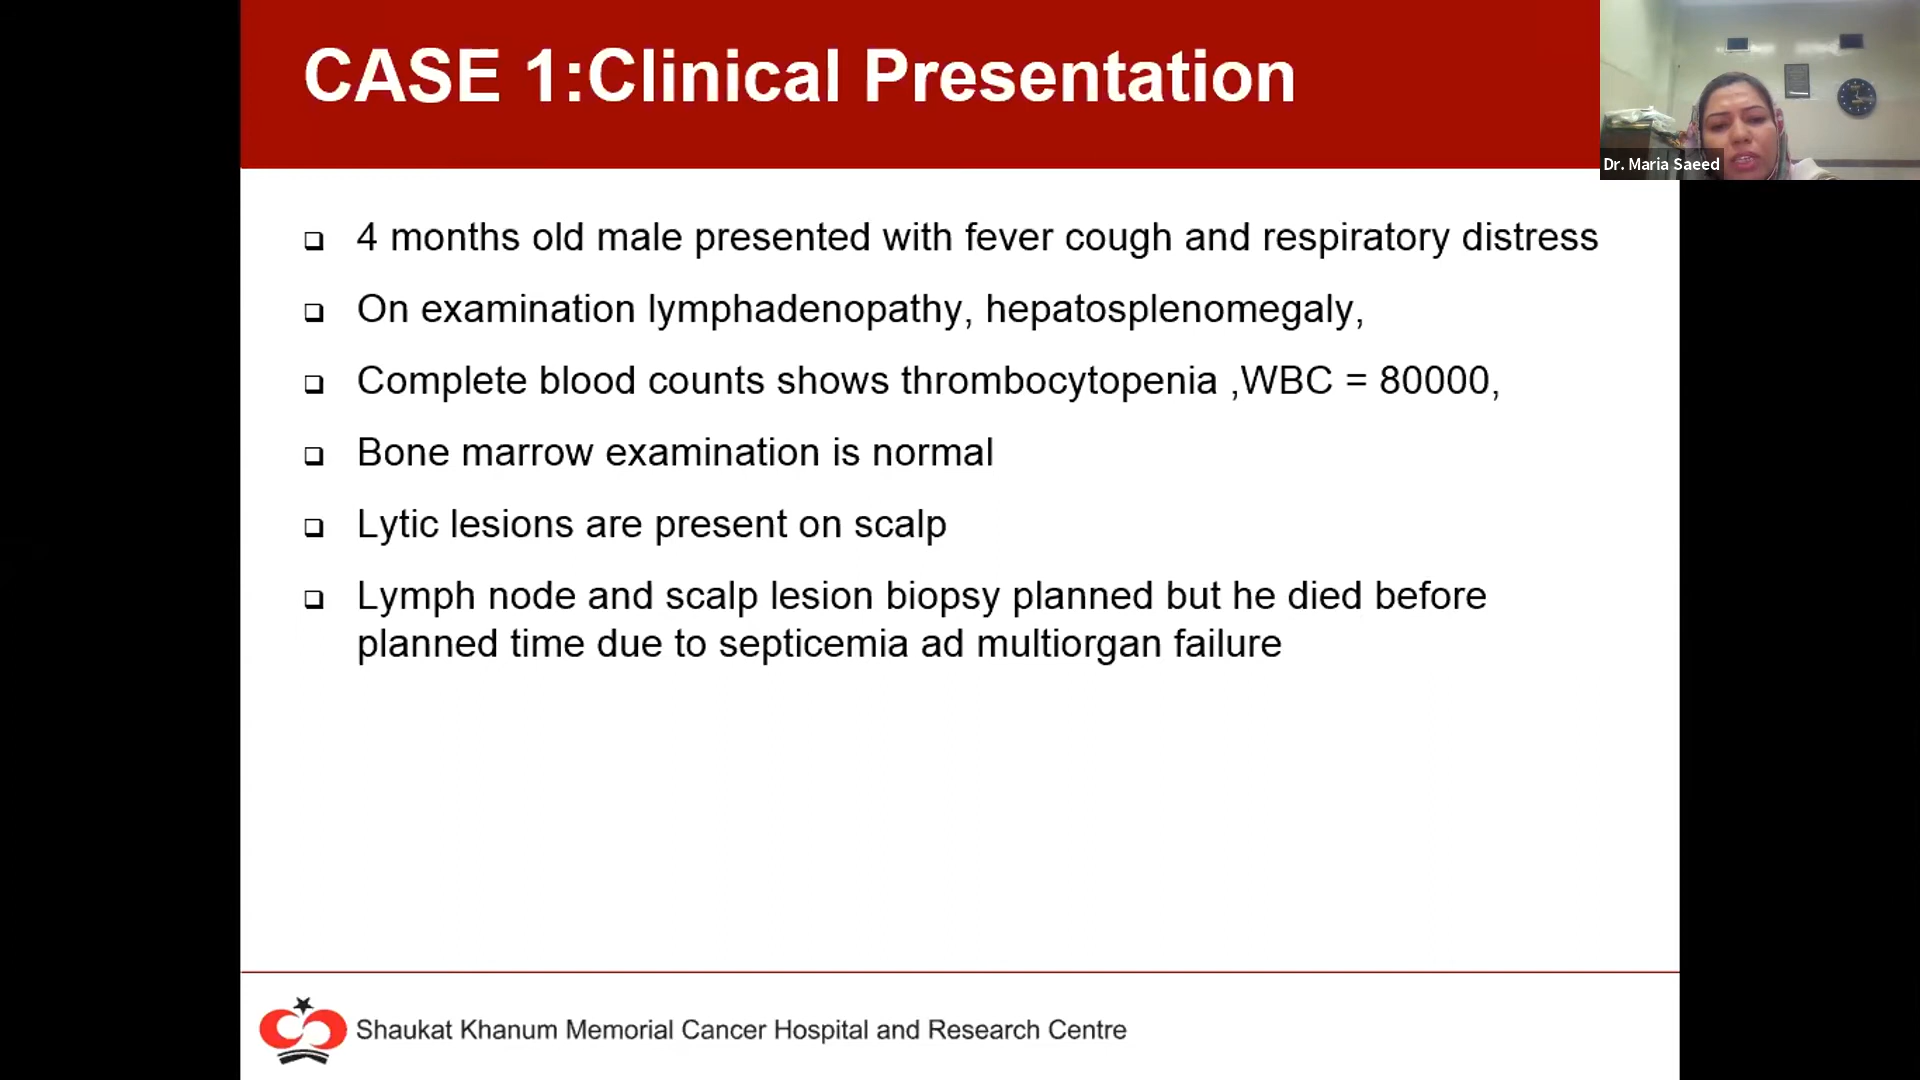 CASE 1:Clinical Presentation
Dr. Maria Saeed
4 months old male presented with fever cough and respiratory distress
On examination lymphadenopathy, hepatosplenomegaly,
Complete blood counts shows thrombocytopenia ,WBC = 80000,
Bone marrow examination is normal
Lytic lesions are present on scalp
Lymph node and scalp lesion biopsy planned but he died before
planned time due to septicemia ad multiorgan failure
Shaukat Khanum Memorial Cancer Hospital and Research Centre